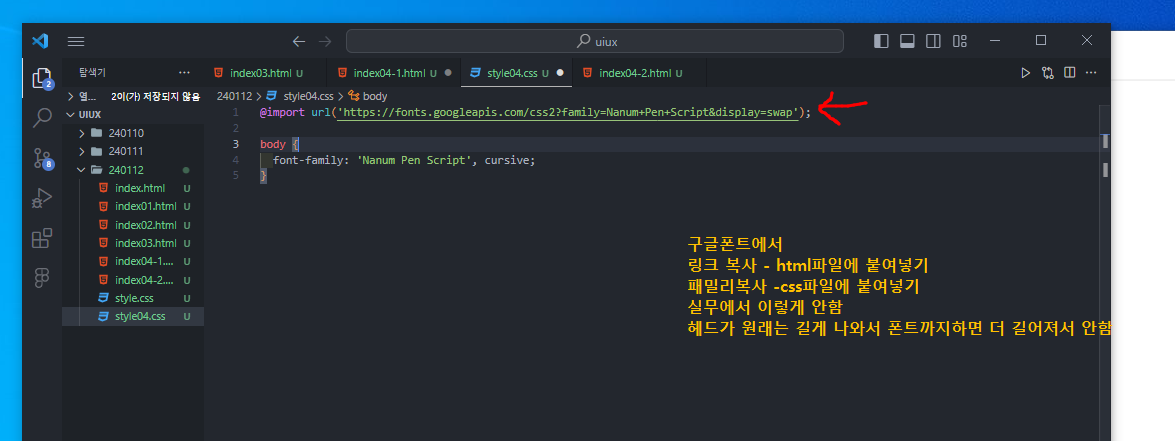 uiux
탐색기
index03.html U
index04-1.html U
style04.css U
index04-2.html U
열... 2이(가) 저장되지 않음
240112 > style04.css > body
UIUX
240110
240111
240112
index.html U
index01.html U
index02.html U
index03.html U
index04-1.... U
index04-2.... U
style.css U
style04.css U
2
8
1 @import url('https://fonts.googleapis.com/css2?family=Nanum+Pen+Script&display=swap');
2
3 body {
4 font-family: 'Nanum Pen Script', cursive;
5 }
구글폰트에서
링크 복사 - html파일에 붙여넣기
패밀리복사 -css파일에 붙여넣기
실무에서 이렇게 안함
헤드가 원래는 길게 나와서 폰트까지하면 더 길어져서 안함